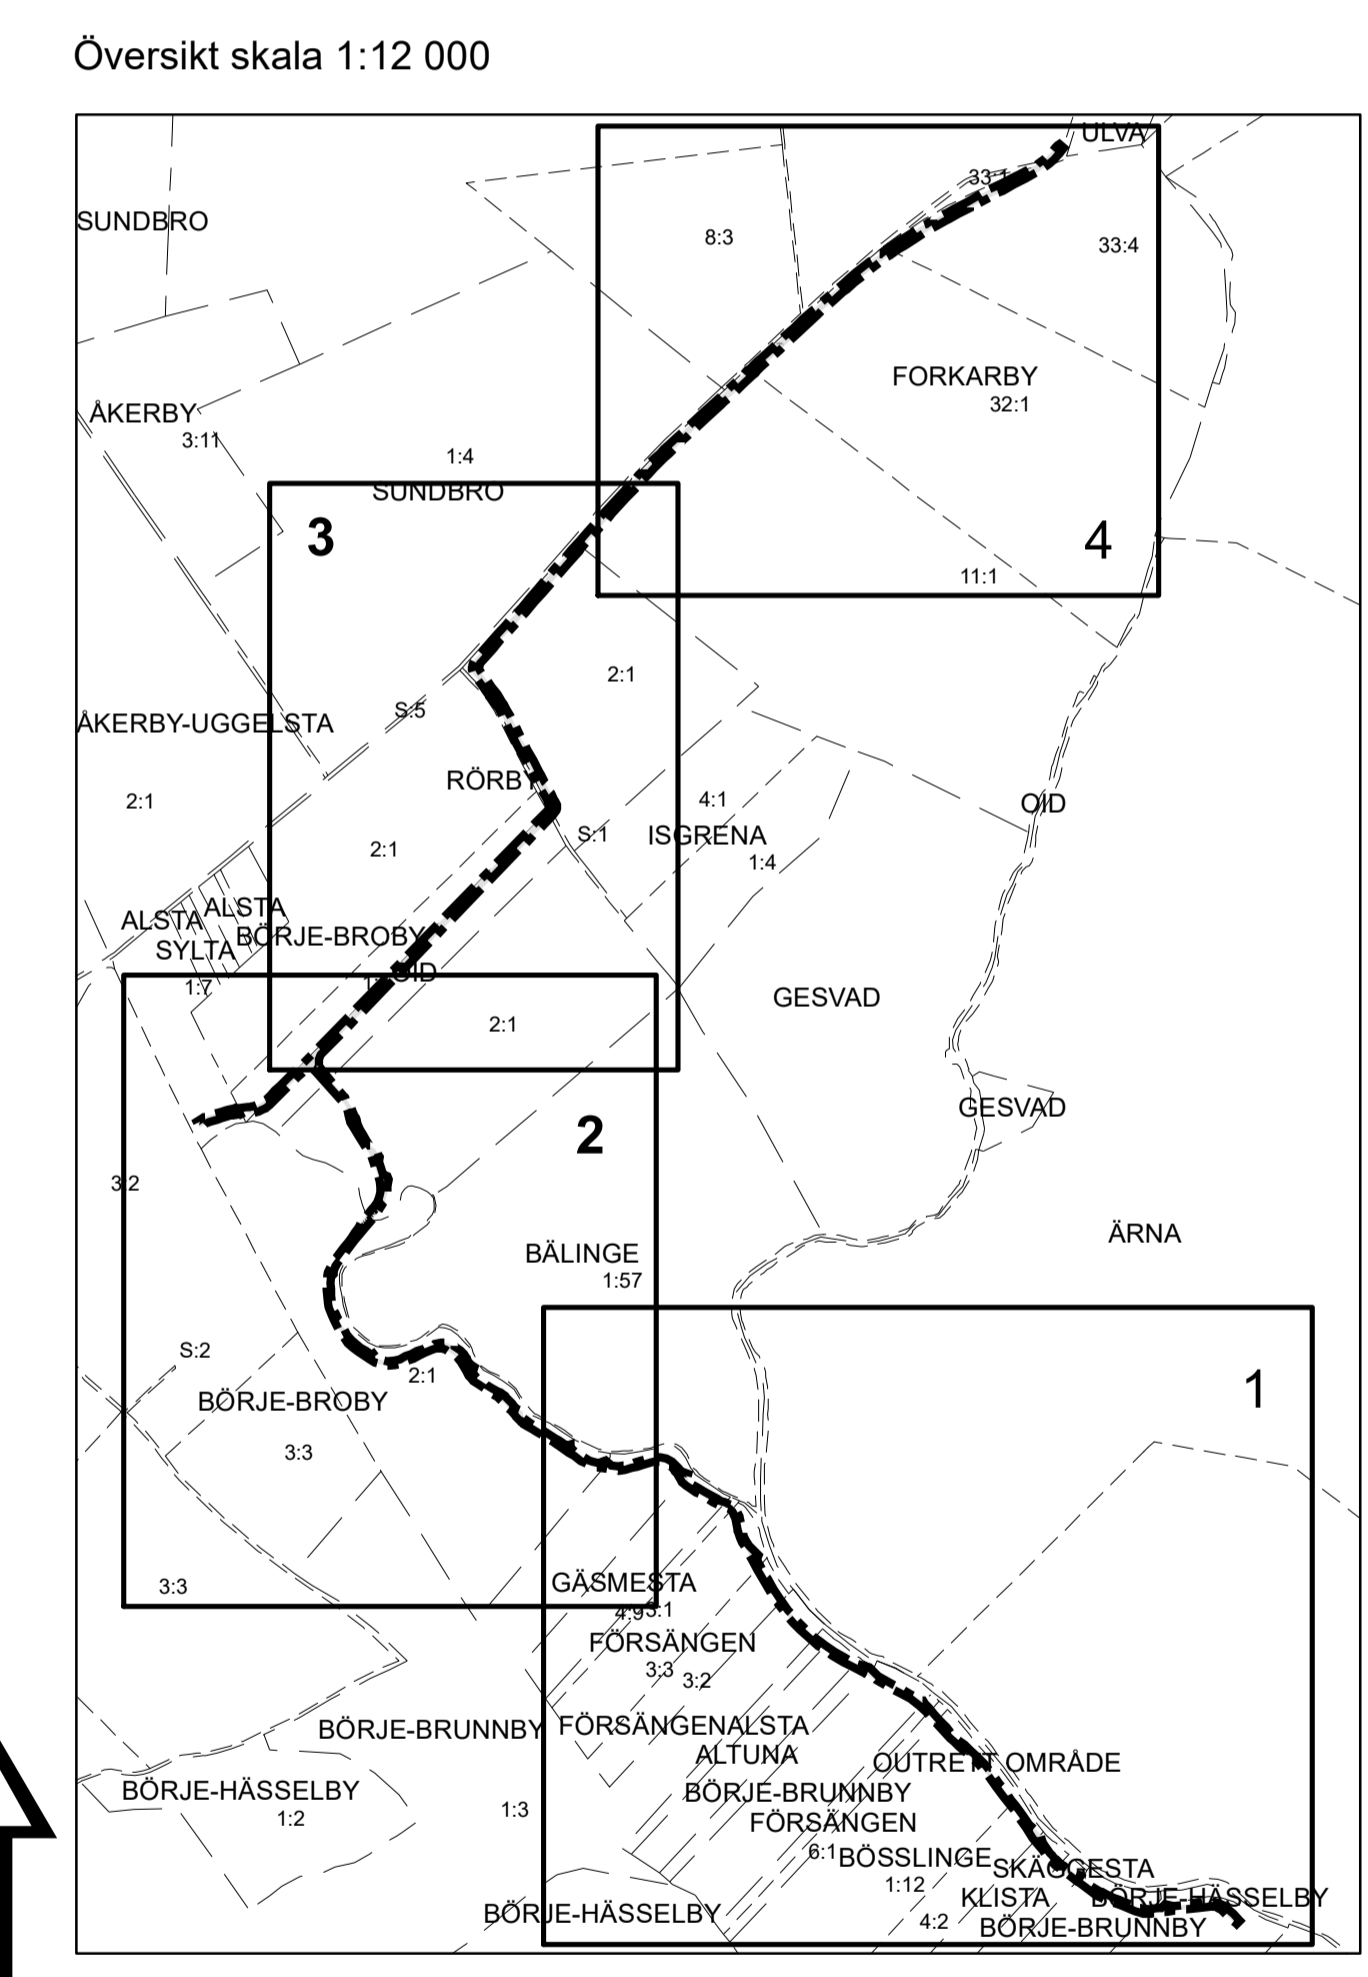 Översikt skala 1:12 000
ULVA
33:1
SUNDBRO
8:3
33:4
FORKARBY
32:1
ÅKERBY
3:11
1:4
SUNDBRO
3
4
11:1
2:1
S:5
ÅKERBY-UGGELSTA
RÖRBY
2:1
4:1
OID
S:1
ISGRENA
2:1
1:4
ALSTA
ALSTA
SYLTA
BÖRJE-BROBY
OID
1:7
GESVAD
2:1
GESVAD
2
3:2
ÄRNA
BÄLINGE
1:57
S:2
2:1
1
BÖRJE-BROBY
3:3
GÄSMESTA
3:3
3:1
FÖRSÄNGEN
3:3
3:2
BÖRJE-BRUNNBY
FÖRSÄNGEN
ALSTA
ALTUNA
OUTRETT OMRÅDE
BÖRJE-HÄSSELBY
1:2
BÖRJE-BRUNNBY
1:3
FÖRSÄNGEN
6:1
BÖSSLINGE
1:12
SKÄGGESTA
KLISTA
BÖRJE-HÄSSELBY
BÖRJE-HÄSSELBY
4:2
BÖRJE-BRUNNBY